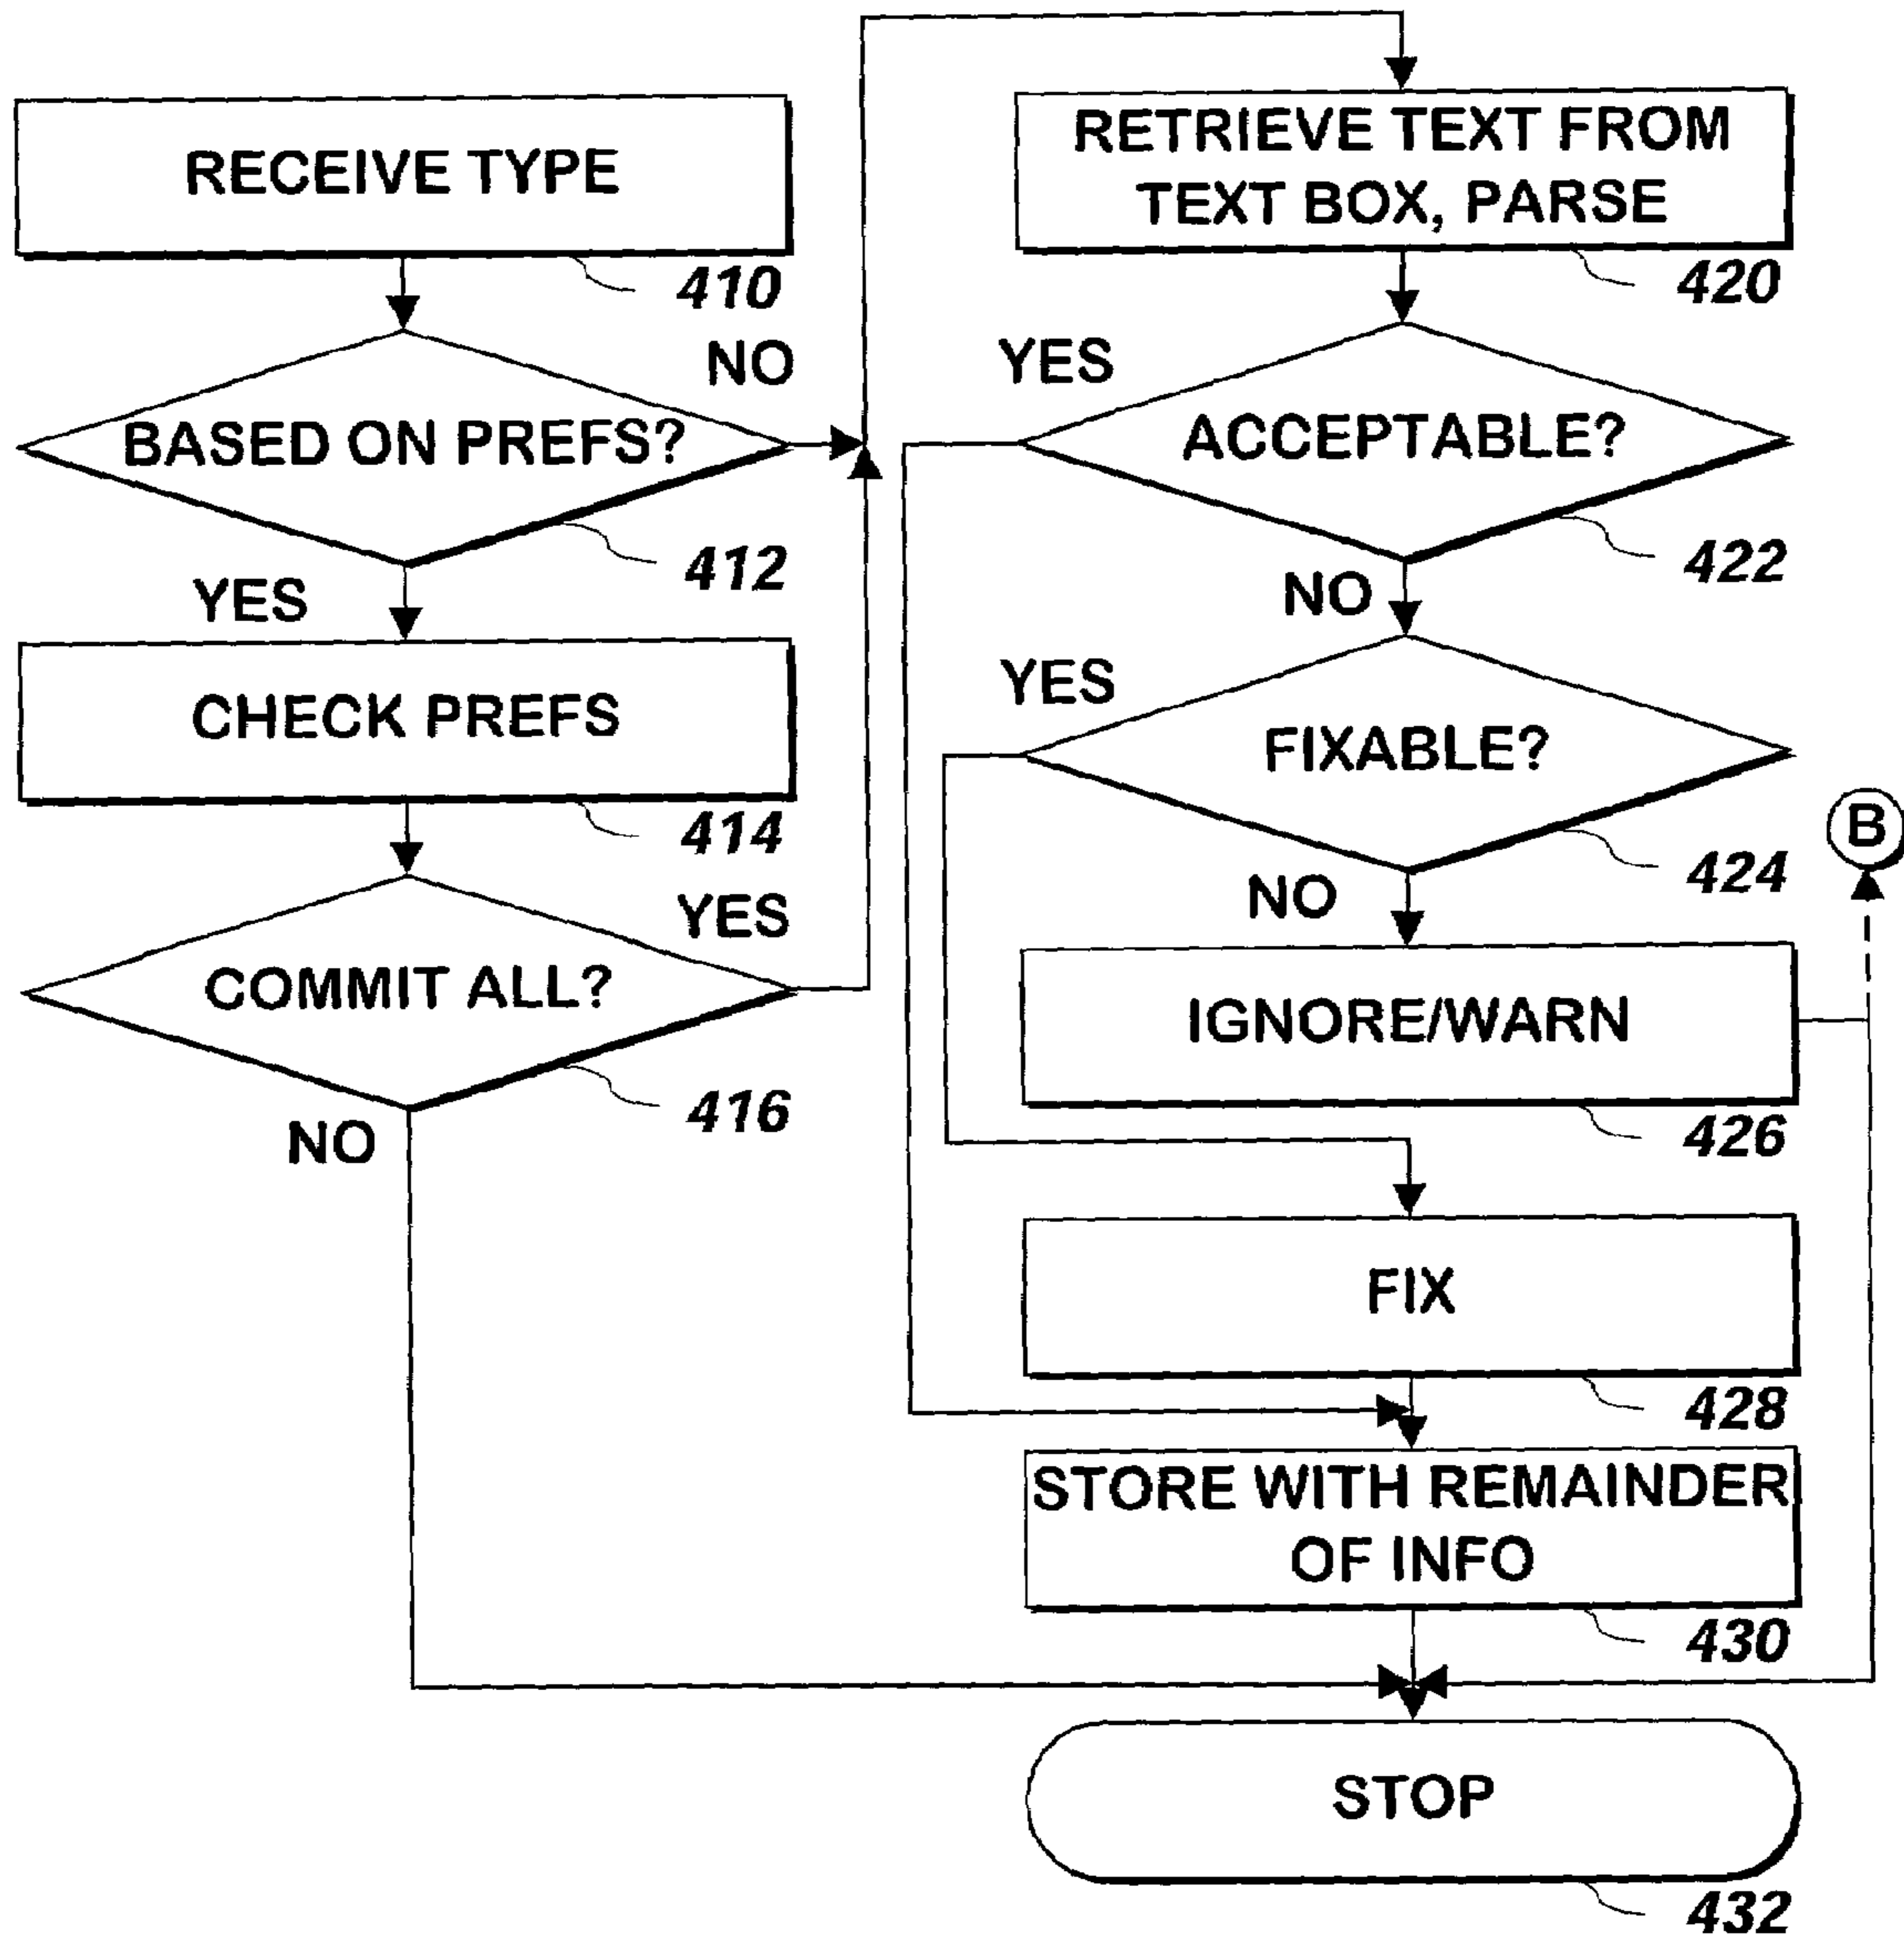 RECEIVE TYPE
410
NO
BASED ON PREFS?
412
YES
CHECK PREFS
414
YES
COMMIT ALL?
416
NO
RETRIEVE TEXT FROM
TEXT BOX, PARSE
420
YES
ACCEPTABLE?
422
NO
YES
FIXABLE?
424
NO
B
IGNORE/WARN
426
FIX
428
STORE WITH REMAINDER
OF INFO
430
STOP
432